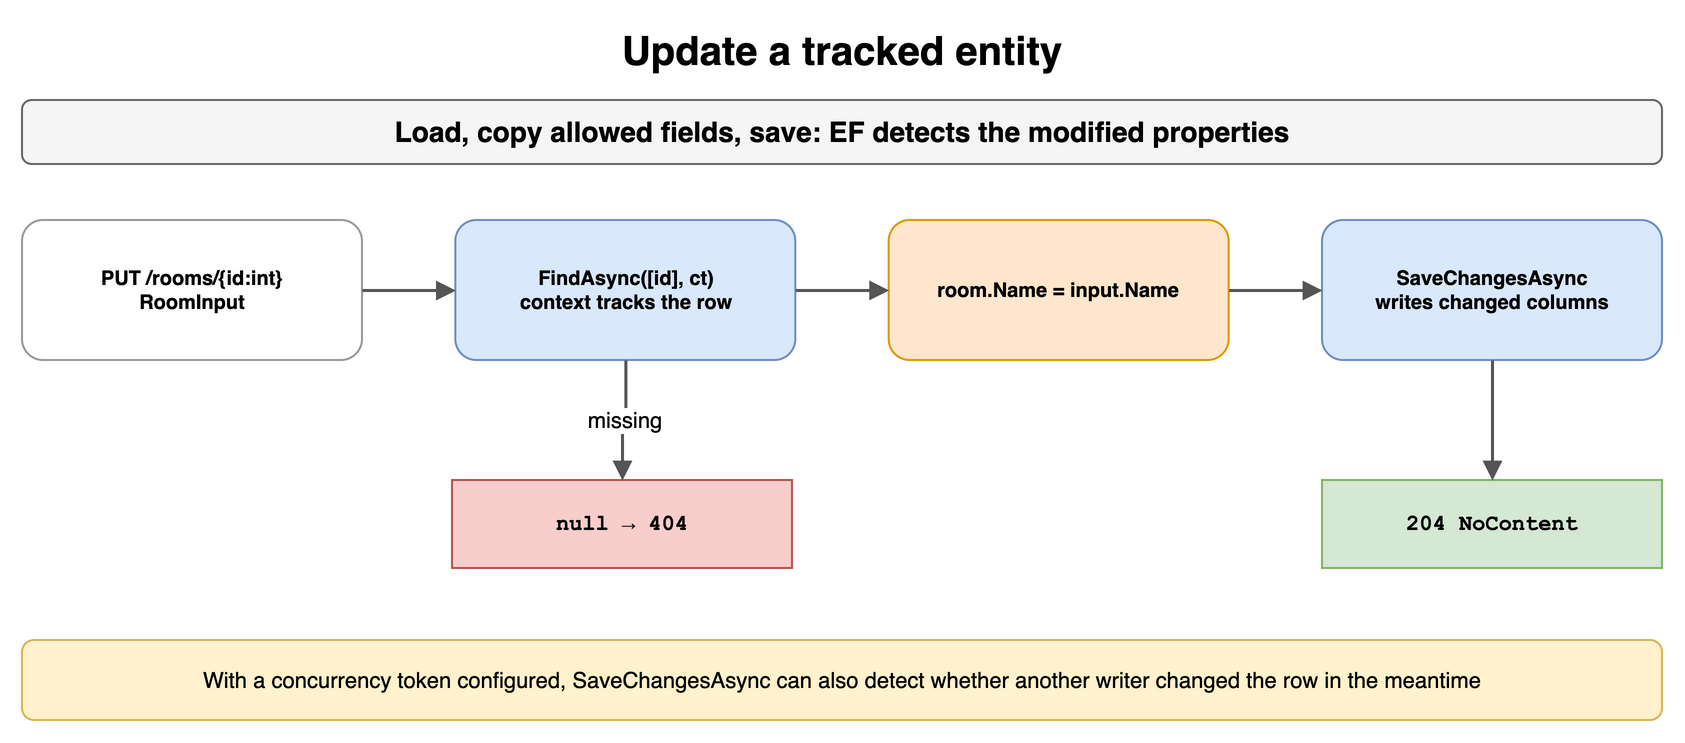 Update a tracked entity
Load, copy allowed fields, save: EF detects the modified properties
PUT /rooms/{id:int}
RoomInput
FindAsync([id], ct)
context tracks the row
room.Name = input.Name
SaveChangesAsync
writes changed columns
missing
null → 404
204 NoContent
With a concurrency token configured, SaveChangesAsync can also detect whether another writer changed the row in the meantime